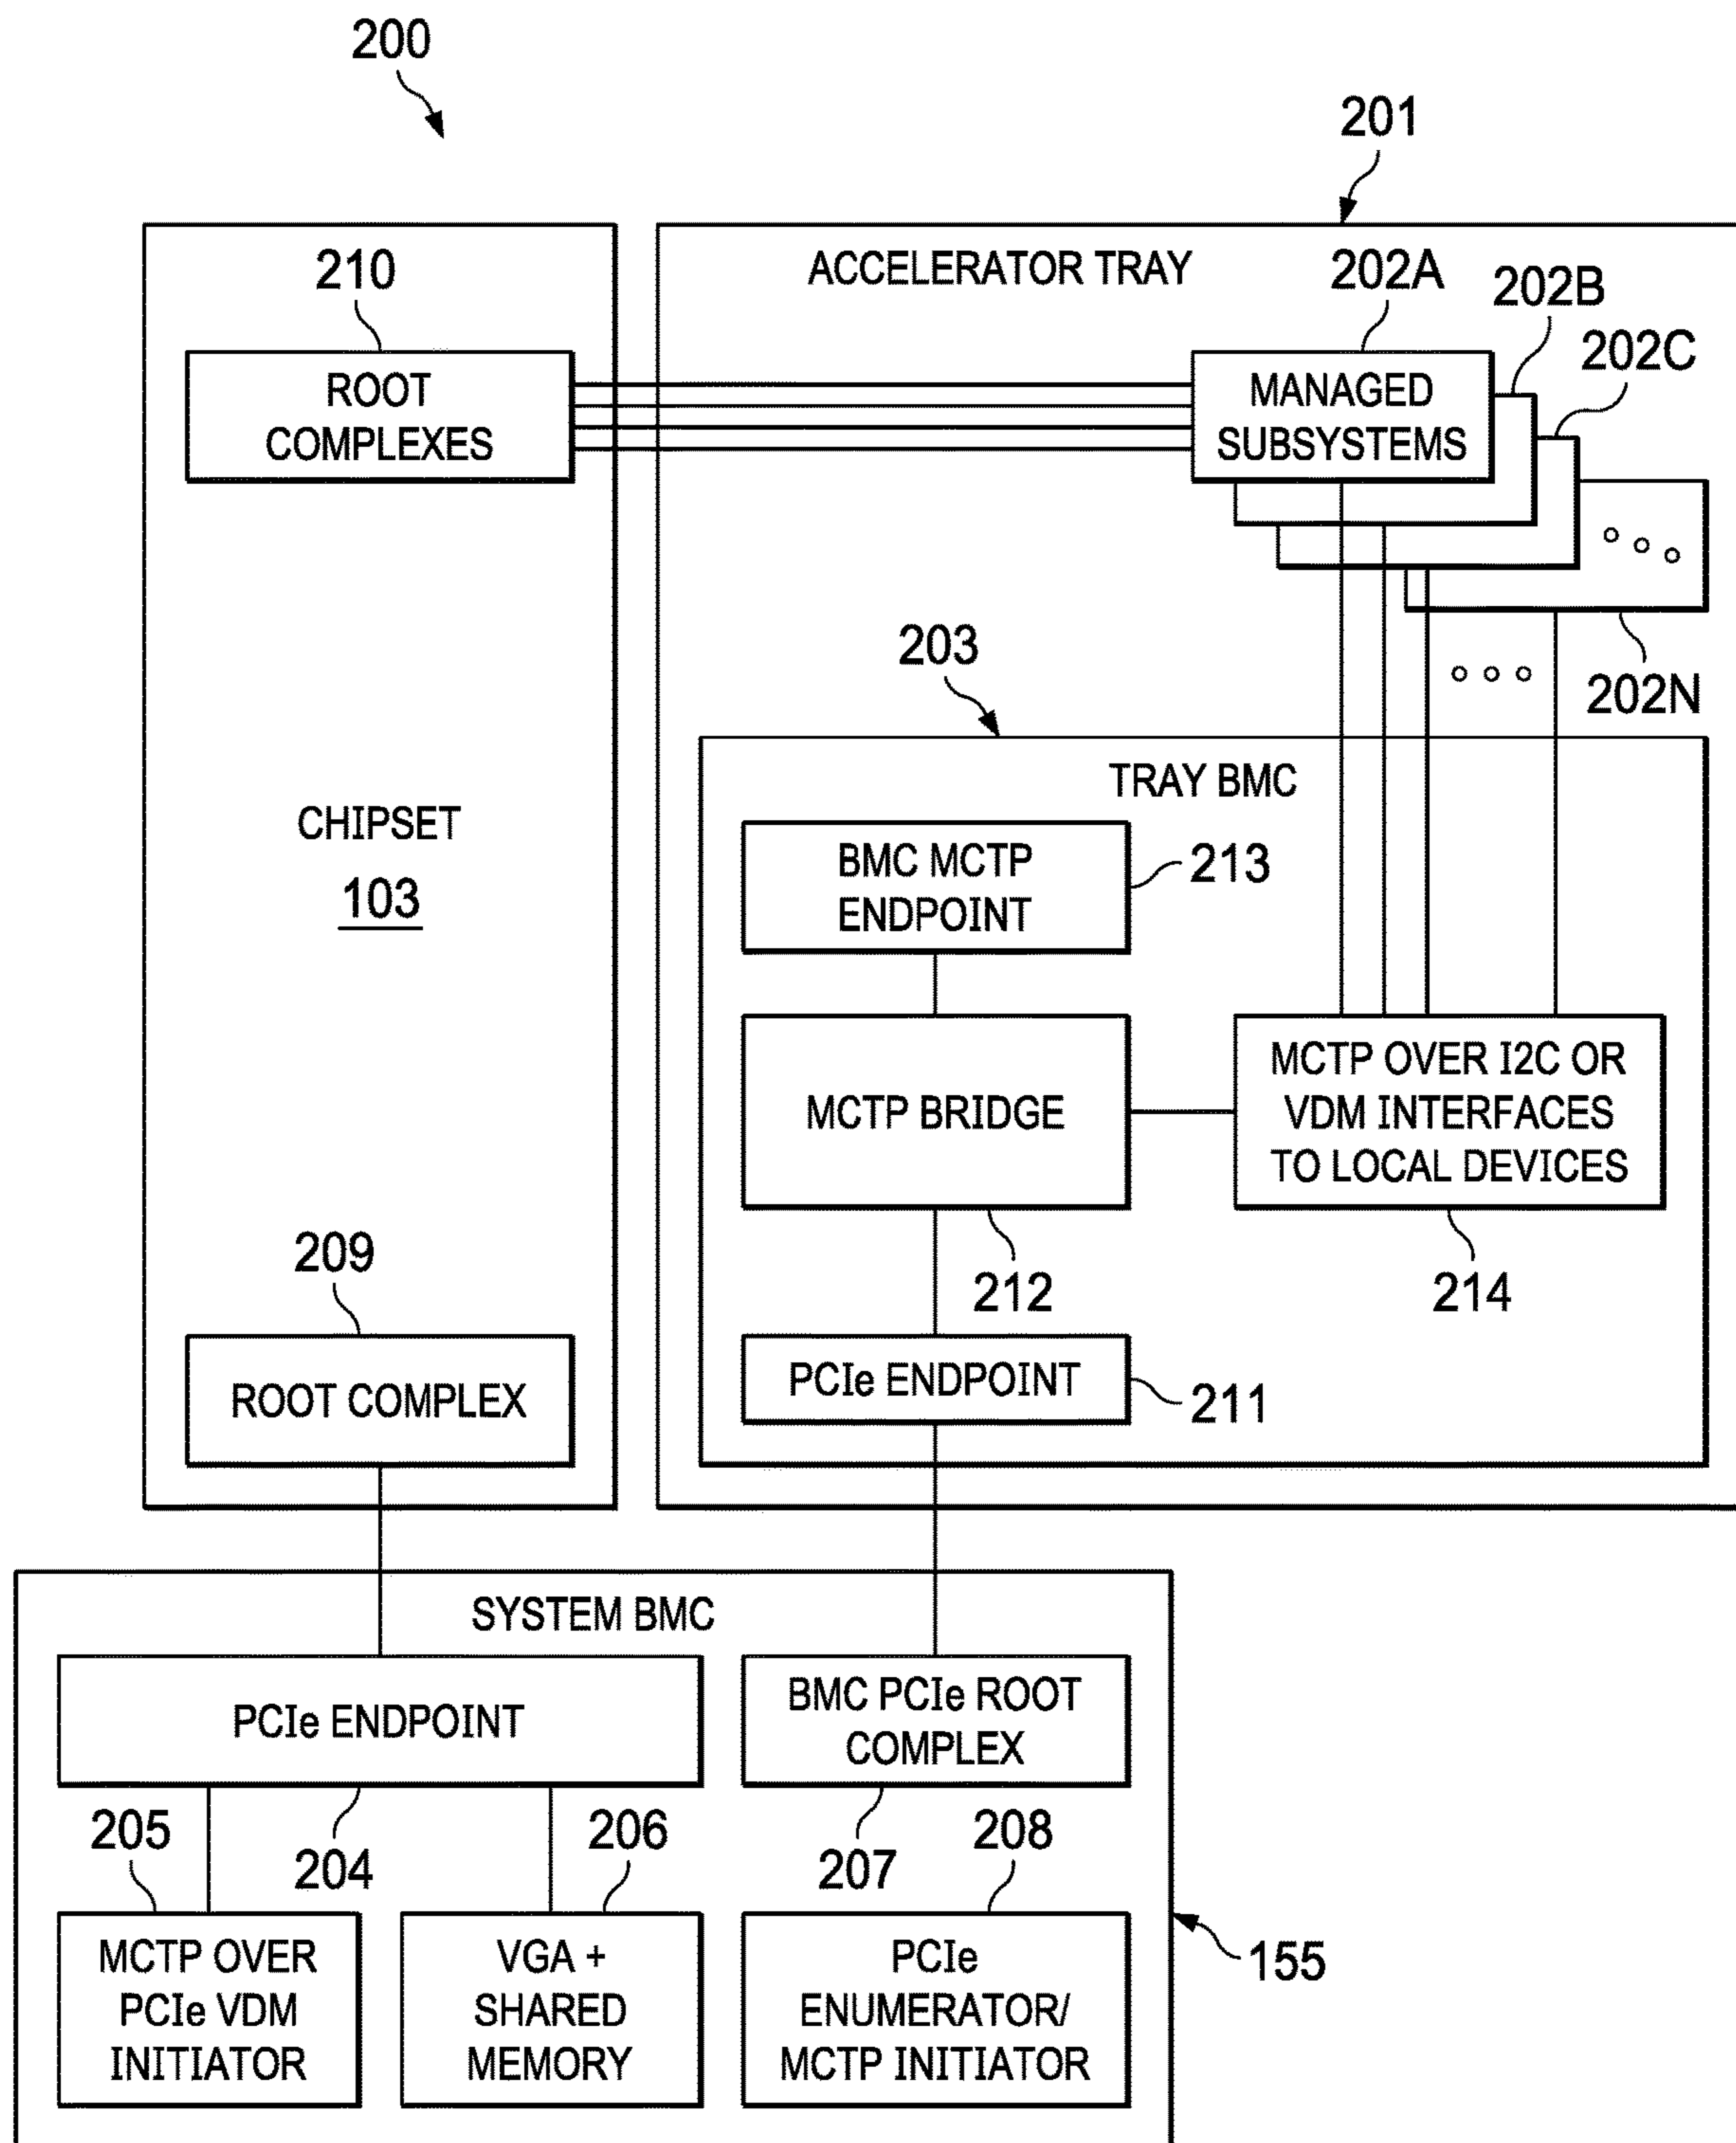 200
201
210
ACCELERATOR TRAY
202A
202B
202C
ROOT
COMPLEXES
MANAGED
SUBSYSTEMS
202N
203
TRAY BMC
CHIPSET
103
BMC MCTP
ENDPOINT
213
MCTP BRIDGE
MCTP OVER I2C OR
VDM INTERFACES
TO LOCAL DEVICES
212
214
209
ROOT COMPLEX
PCIe ENDPOINT
211
SYSTEM BMC
PCIe ENDPOINT
BMC PCIe ROOT
COMPLEX
205
204
206
207
208
MCTP OVER
PCIe VDM
INITIATOR
VGA +
SHARED
MEMORY
PCIe
ENUMERATOR/
MCTP INITIATOR
155